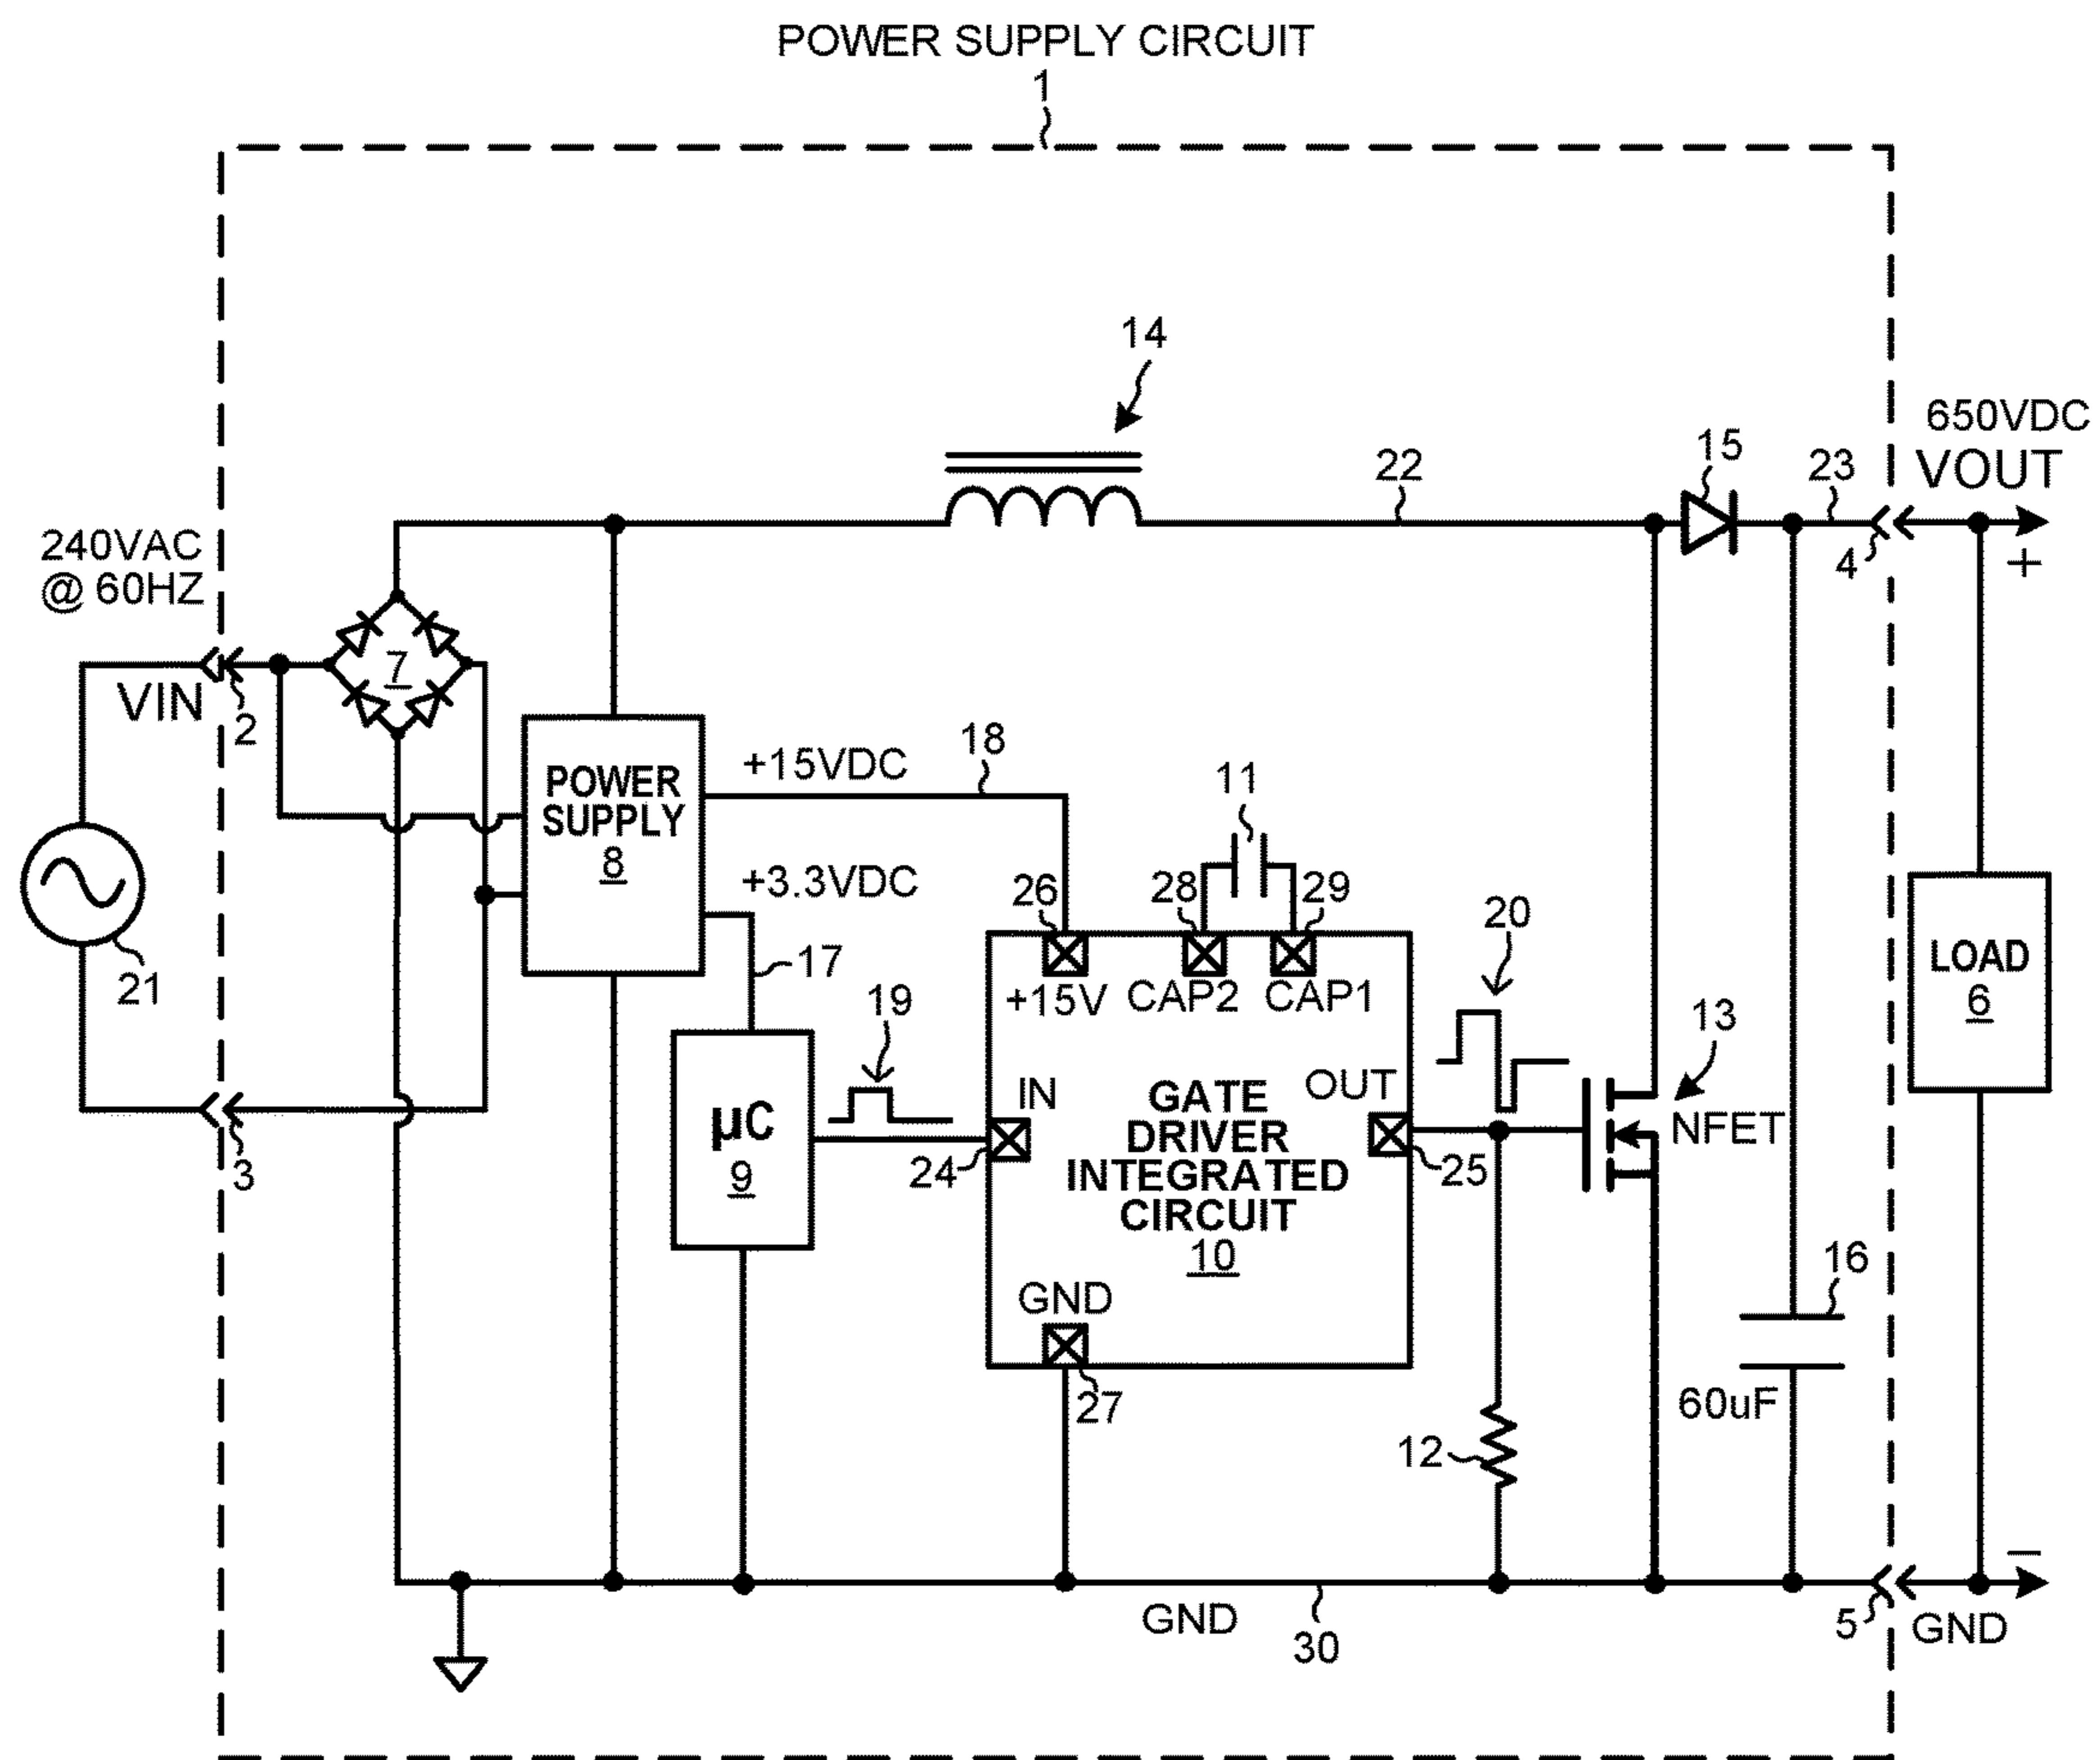 POWER SUPPLY CIRCUIT
1
14
650VDC
VOUT
15
23
22
4
+
240VAC
@ 60HZ
VIN
2
7
POWER
SUPPLY
8
+15VDC
18
+3.3VDC
17
11
26
28
29
20
+15V
CAP2
CAP1
LOAD
6
21
19
13
NFET
IN
OUT
24
25
GATE
DRIVER
INTEGRATED
CIRCUIT
10
µC
9
3
GND
27
16
60uF
12
GND
30
5
–
GND